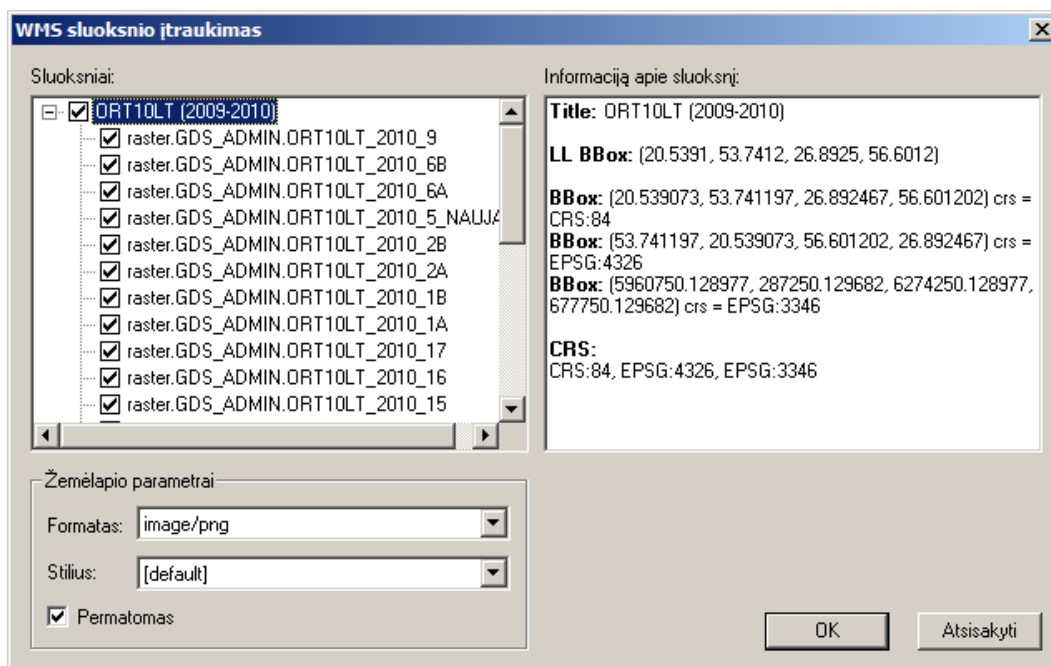 WMS sluoksnio įtraukimas
Sluoksniai:
ORT10LT (2009-2010)
raster.GDS_ADMIN.ORT10LT_2010_9
raster.GDS_ADMIN.ORT10LT_2010_6B
raster.GDS_ADMIN.ORT10LT_2010_6A
raster.GDS_ADMIN.ORT10LT_2010_5_NAUJA
raster.GDS_ADMIN.ORT10LT_2010_2B
raster.GDS_ADMIN.ORT10LT_2010_2A
raster.GDS_ADMIN.ORT10LT_2010_1B
raster.GDS_ADMIN.ORT10LT_2010_1A
raster.GDS_ADMIN.ORT10LT_2010_17
raster.GDS_ADMIN.ORT10LT_2010_16
raster.GDS_ADMIN.ORT10LT_2010_15
Informaciją apie sluoksnį:
Title: ORT10LT (2009-2010)
LL BBox: (20.5391, 53.7412, 26.8925, 56.6012)
BBox: (20.539073, 53.741197, 26.892467, 56.601202) crs =
CRS:84
BBox: (53.741197, 20.539073, 56.601202, 26.892467) crs =
EPSG:4326
BBox: (5960750.128977, 287250.129682, 6274250.128977,
677750.129682) crs = EPSG:3346
CRS:
CRS:84, EPSG:4326, EPSG:3346
Žemėlapio parametrai
Formatas: image/png
Stilius: [default]
Permatomas
OK
Atsisakyti